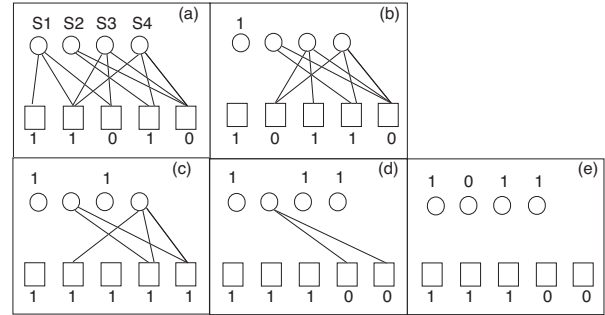 (a)
S1 S2 S3 S4
1 1 0 1 0
(b)
1
1 0 1 1 0
(c)
1 1
1 1 1 1 1
(d)
1 1 1
1 1 1 0 0
(e)
1 0 1 1
1 1 1 0 0